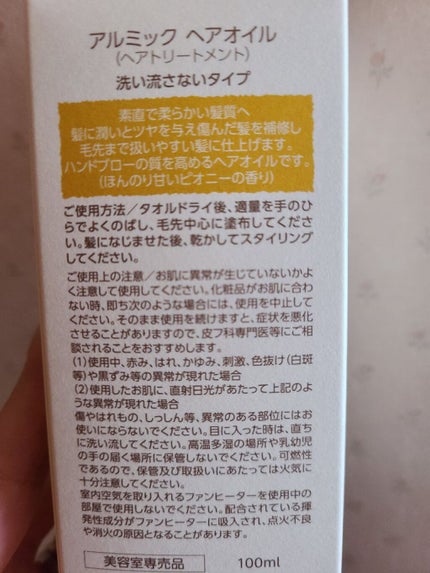 アルミック ヘアオイル
(ヘアトリートメント)
洗い流さないタイプ
素直で柔らかい髪質へ
髪に潤いとツヤを与え傷んだ髪を補修し
毛先まで扱いやすい髪に仕上げます。
ハンドブローの質を高めるヘアオイルです。
(ほんのり甘いピオニーの香り)
ご使用方法/タオルドライ後、適量を手のひ
らでよくのばし、毛先中心に塗布してくださ
い。髪になじませた後、乾かしてスタイリング
してください。
ご使用上の注意/お肌に異常が生じていないかよ
く注意して使用してください。化粧品がお肌に合わ
ない時、即ち次のような場合には、使用を中止して
ください。そのまま使用を続けますと、症状を悪化
させることがありますので、皮フ科専門医等にご相
談されることをおすすめします。
(1)使用中、赤み、はれ、かゆみ、刺激、色抜け(白斑
等)や黒ずみ等の異常が現れた場合
(2)使用したお肌に、直射日光があたって上記のよ
うな異常が現れた場合
傷やはれもの、しっしん等、異常のある部位にはお
使いにならないでください。目に入った時は、直ち
に洗い流してください。高温多湿の場所や乳幼児
の手の届く場所に保管しないでください。可燃性
であるので、保管及び取扱いにあたっては火気に
十分注意してください。
室内空気を取り入れるファンヒーターを使用中の
部屋で使用しないでください。配合されている揮
発性成分がファンヒーターに吸入され、点火不良
や消火の原因となることがあります。
美容室専売品
100ml